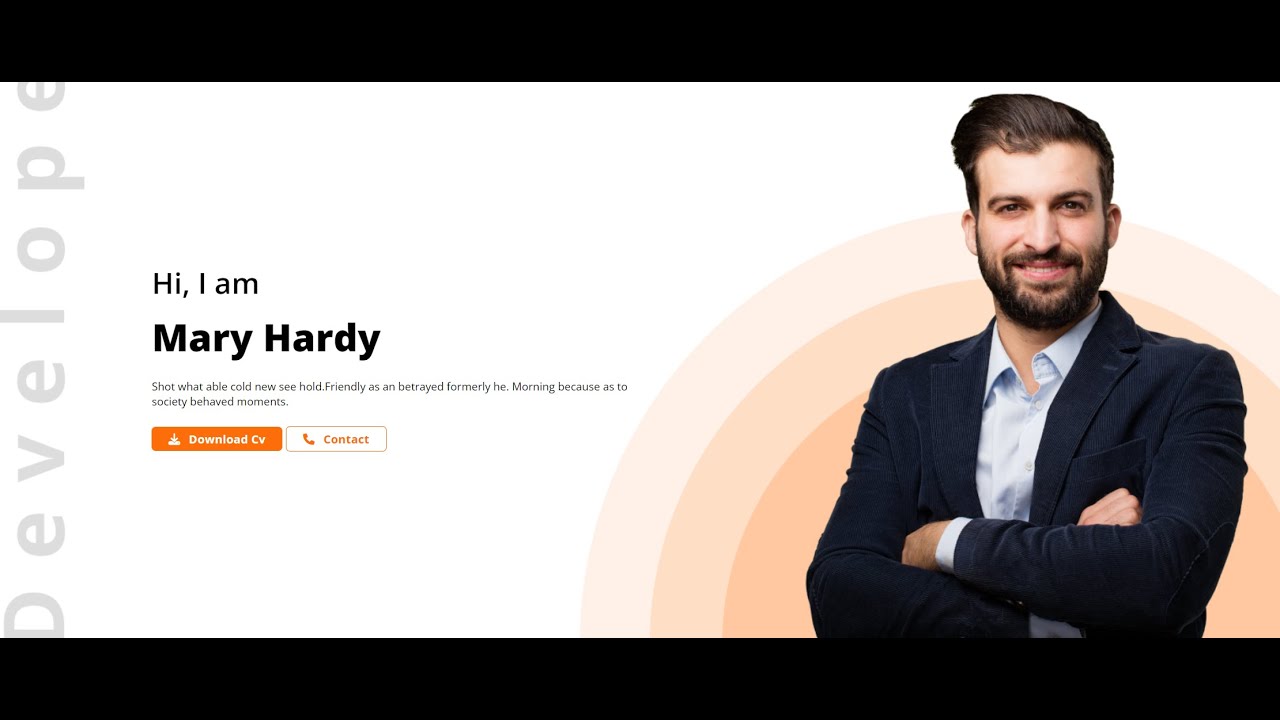 Develope
Hi, I am
Mary Hardy
Shot what able cold new see hold.Friendly as an betrayed formerly he. Morning because as to
society behaved moments.
Download Cv
Contact